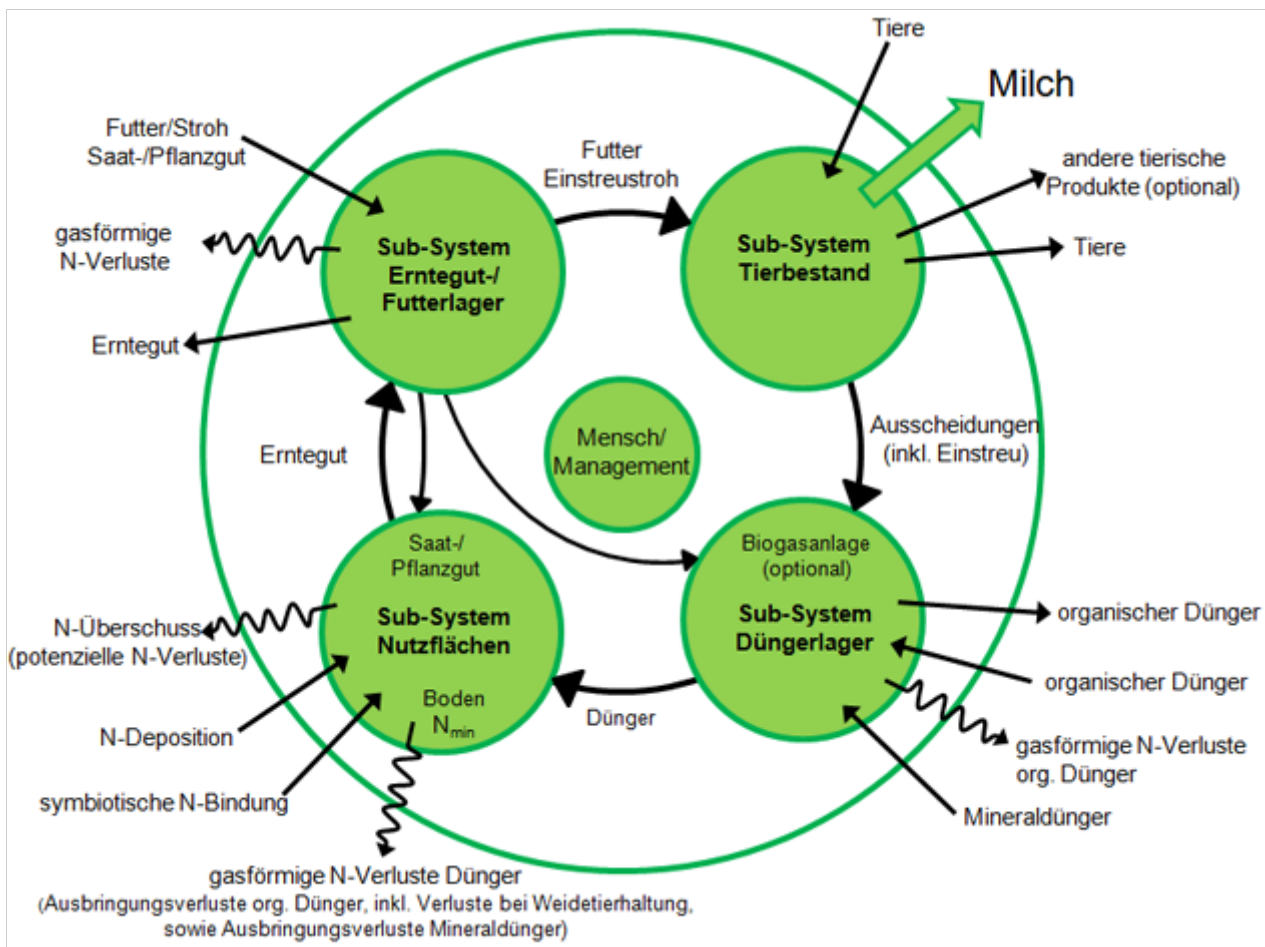 Tiere
Milch
Futter/Stroh
Saat-/Pflanzgut
Futter
Einstreustroh
andere tierische
Produkte (optional)
gasförmige
N-Verluste
Sub-System
Erntegut-/
Futterlager
Sub-System
Tierbestand
Tiere
Erntegut
Erntegut
Mensch/
Management
Ausscheidungen
(inkl. Einstreu)
Saat-/
Pflanzgut
Biogasanlage
(optional)
N-Überschuss
(potenzielle N-Verluste)
Sub-System
Nutzflächen
Sub-System
Düngerlager
organischer Dünger
organischer Dünger
Boden
Nmin
Dünger
N-Deposition
gasförmige N-Verluste
org. Dünger
symbiotische N-Bindung
Mineraldünger
gasförmige N-Verluste Dünger
(Ausbringungsverluste org. Dünger, inkl. Verluste bei Weidetierhaltung,
sowie Ausbringungsverluste Mineraldünger)